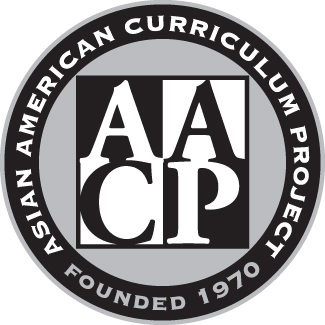 ASIAN AMERICAN CURRICULUM PROJECT
AA
CP
FOUNDED 1970